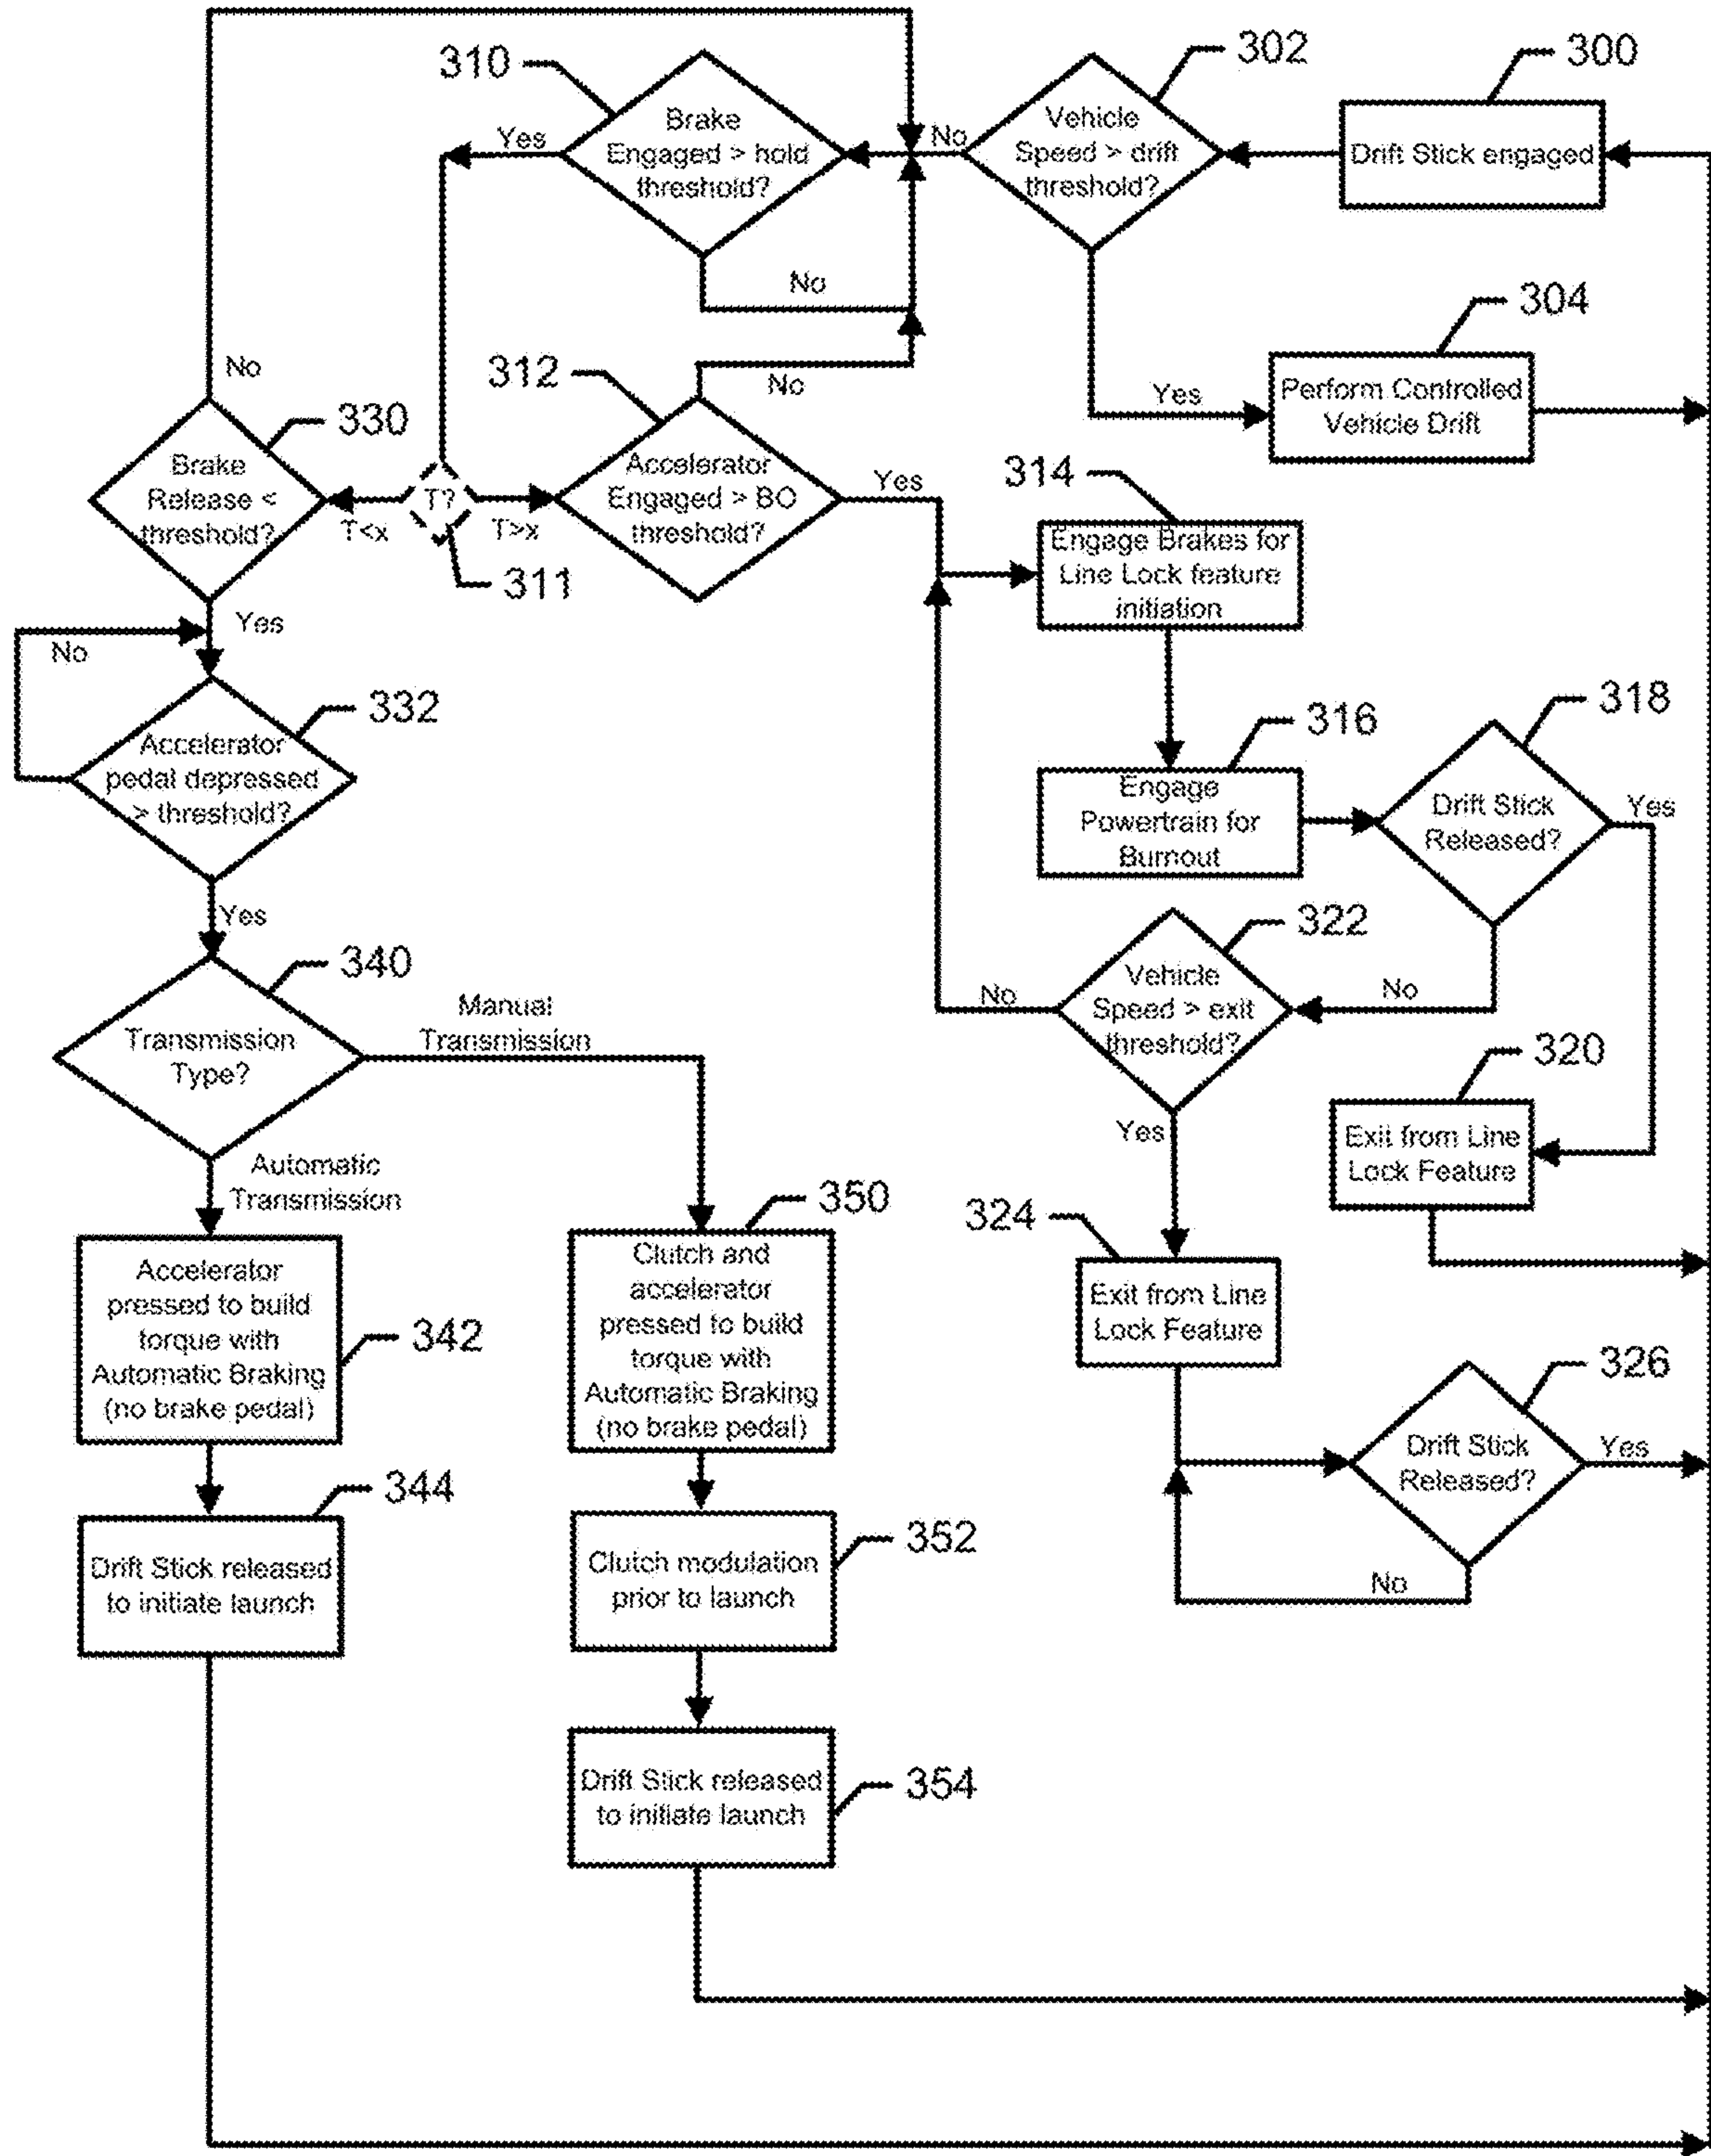 310
Brake
Engaged > hold
threshold?
Yes
No
302
Vehicle
Speed > drift
threshold?
No
Yes
300
Drift Stick engaged
304
Perform Controlled
Vehicle Drift
No
330
Brake
Release <
threshold?
Yes
T?
T<x
T>x
311
312
Accelerator
Engaged > BO
threshold?
No
Yes
314
Engage Brakes for
Line Lock feature
initiation
No
332
Accelerator
pedal depressed
> threshold?
Yes
316
Engage
Powertrain for
Burnout
318
Drift Stick
Released?
Yes
No
322
Vehicle
Speed > exit
threshold?
No
Yes
320
Exit from Line
Lock Feature
340
Transmission
Type?
Manual
Transmission
Automatic
Transmission
342
Accelerator
pressed to build
torque with
Automatic Braking
(no brake pedal)
350
Clutch and
accelerator
pressed to build
torque with
Automatic Braking
(no brake pedal)
324
Exit from Line
Lock Feature
326
Drift Stick
Released?
Yes
No
344
Drift Stick released
to initiate launch
352
Clutch modulation
prior to launch
354
Drift Stick released
to initiate launch